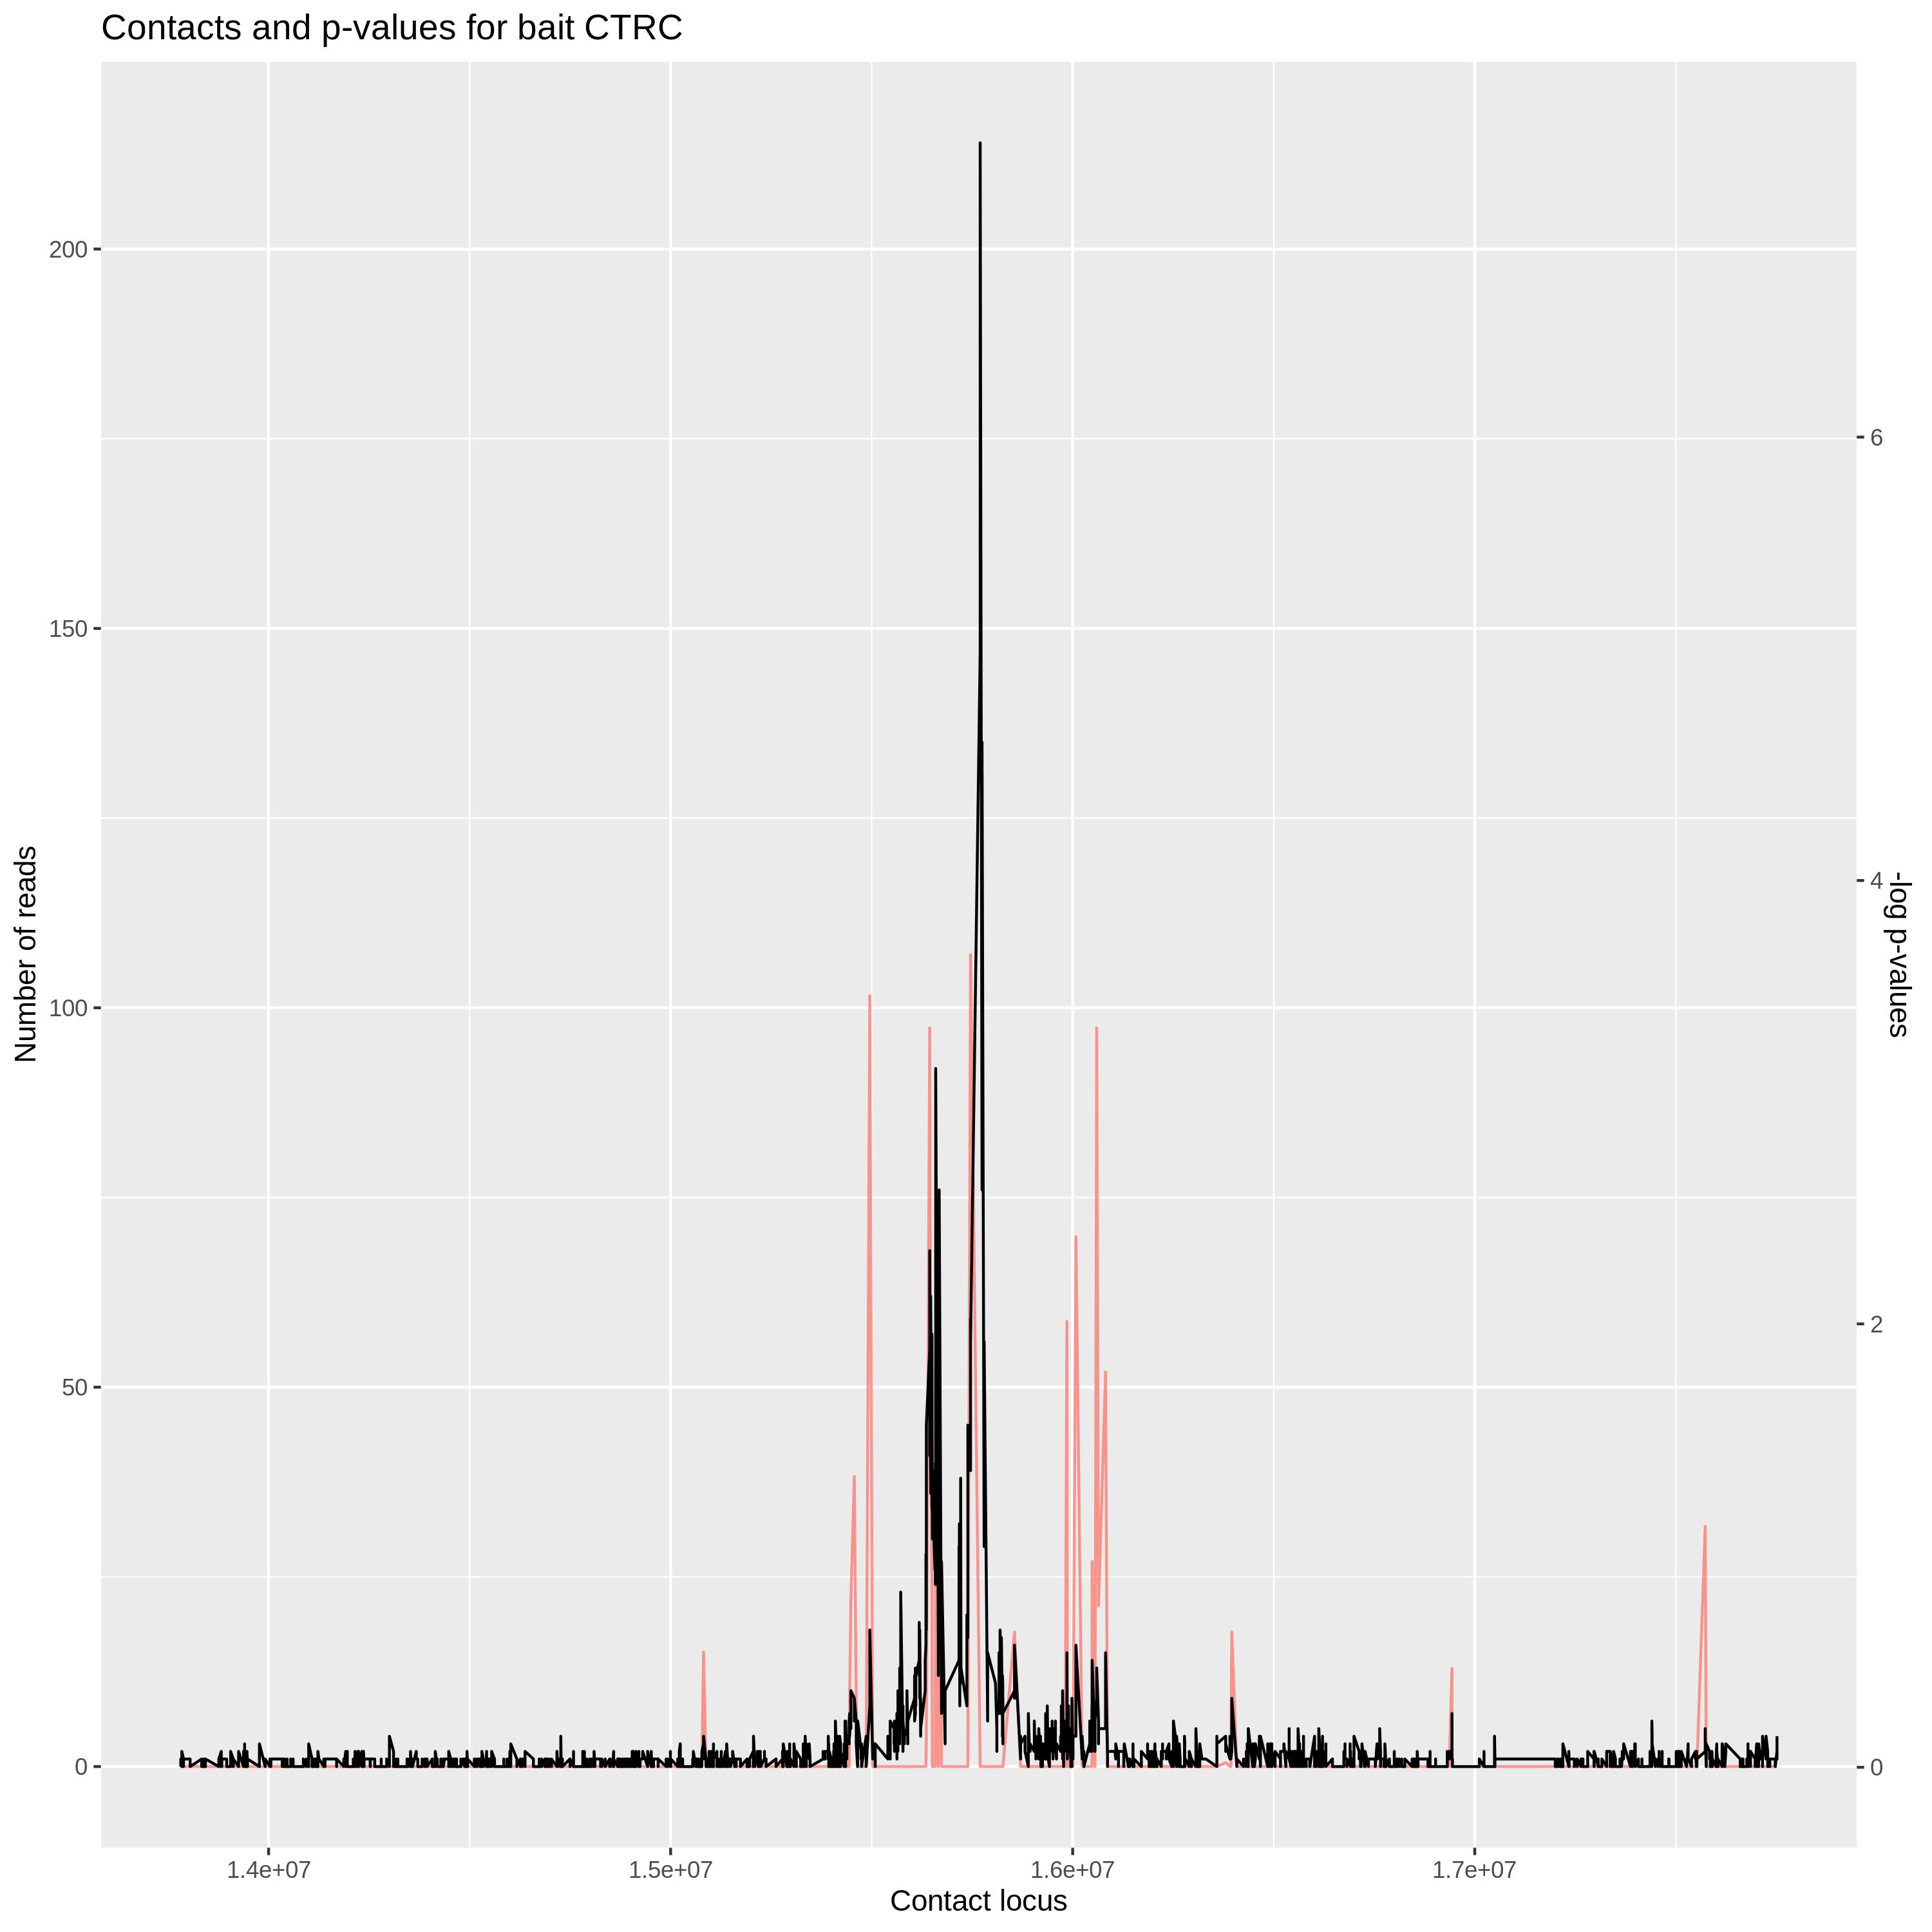 Contacts and p-values for bait CTRC
200
150
100
50
0
Number of reads
6
4
2
0
-log p-values
1.4e+07
1.5e+07
1.6e+07
1.7e+07
Contact locus